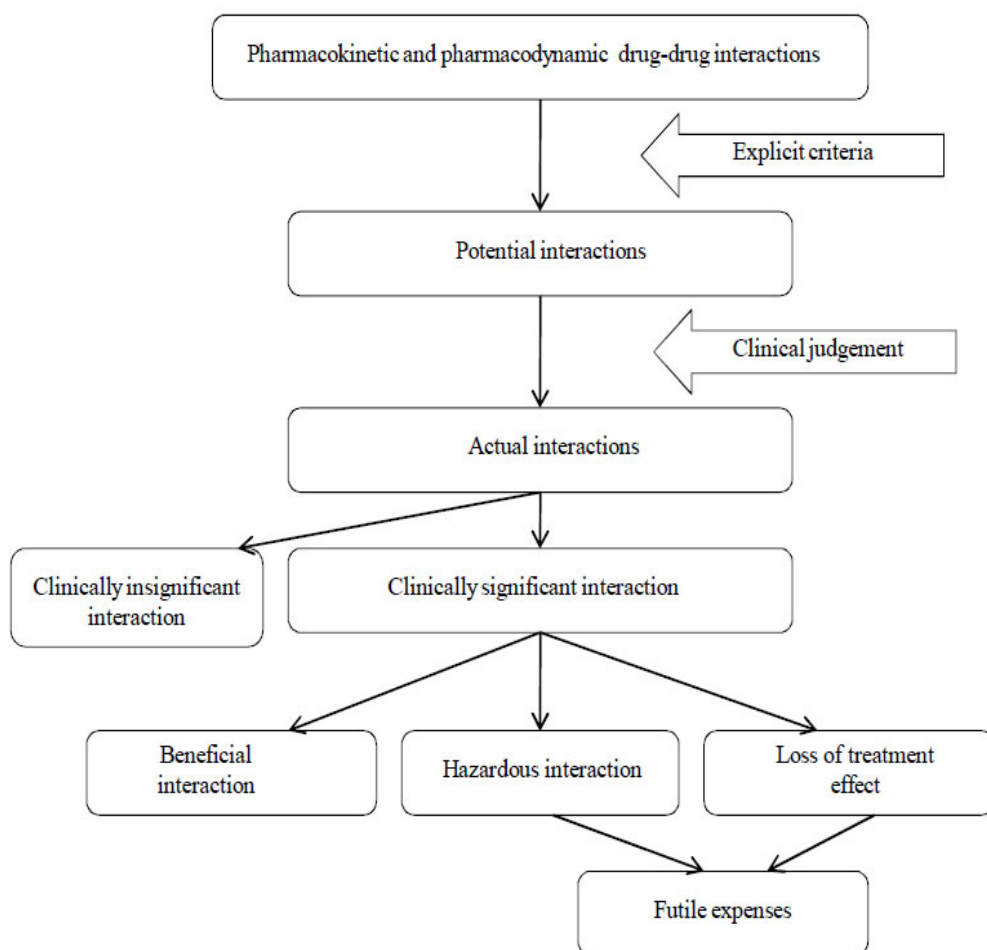 Pharmacokinetic and pharmacodynamic drug-drug interactions
Explicit criteria
Potential interactions
Clinical judgement
Actual interactions
Clinically insignificant
interaction
Clinically significant interaction
Beneficial
interaction
Hazardous interaction
Loss of treatment
effect
Futile expenses